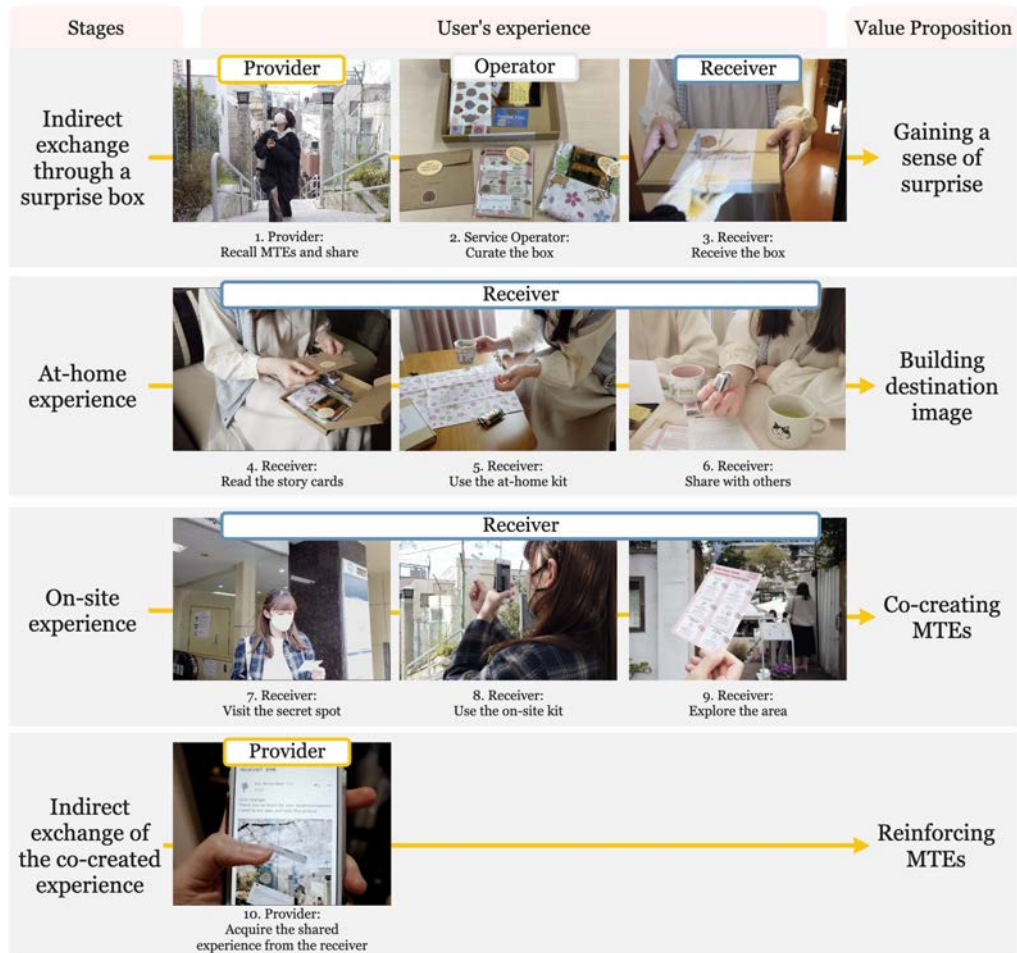 Stages
User's experience
Value Proposition
Provider
Operator
Receiver
Indirect
exchange
through a
surprise box
Gaining a
sense of
surprise
1. Provider:
Recall MTEs and share
2. Service Operator:
Curate the box
3. Receiver:
Receive the box
Receiver
At-home
experience
Building
destination
image
4. Receiver:
Read the story cards
5. Receiver:
Use the at-home kit
6. Receiver:
Share with others
Receiver
On-site
experience
Co-creating
MTEs
7. Receiver:
Visit the secret spot
8. Receiver:
Use the on-site kit
9. Receiver:
Explore the area
Provider
Indirect
exchange of
the co-created
experience
Reinforcing
MTEs
10. Provider:
Acquire the shared
experience from the receiver